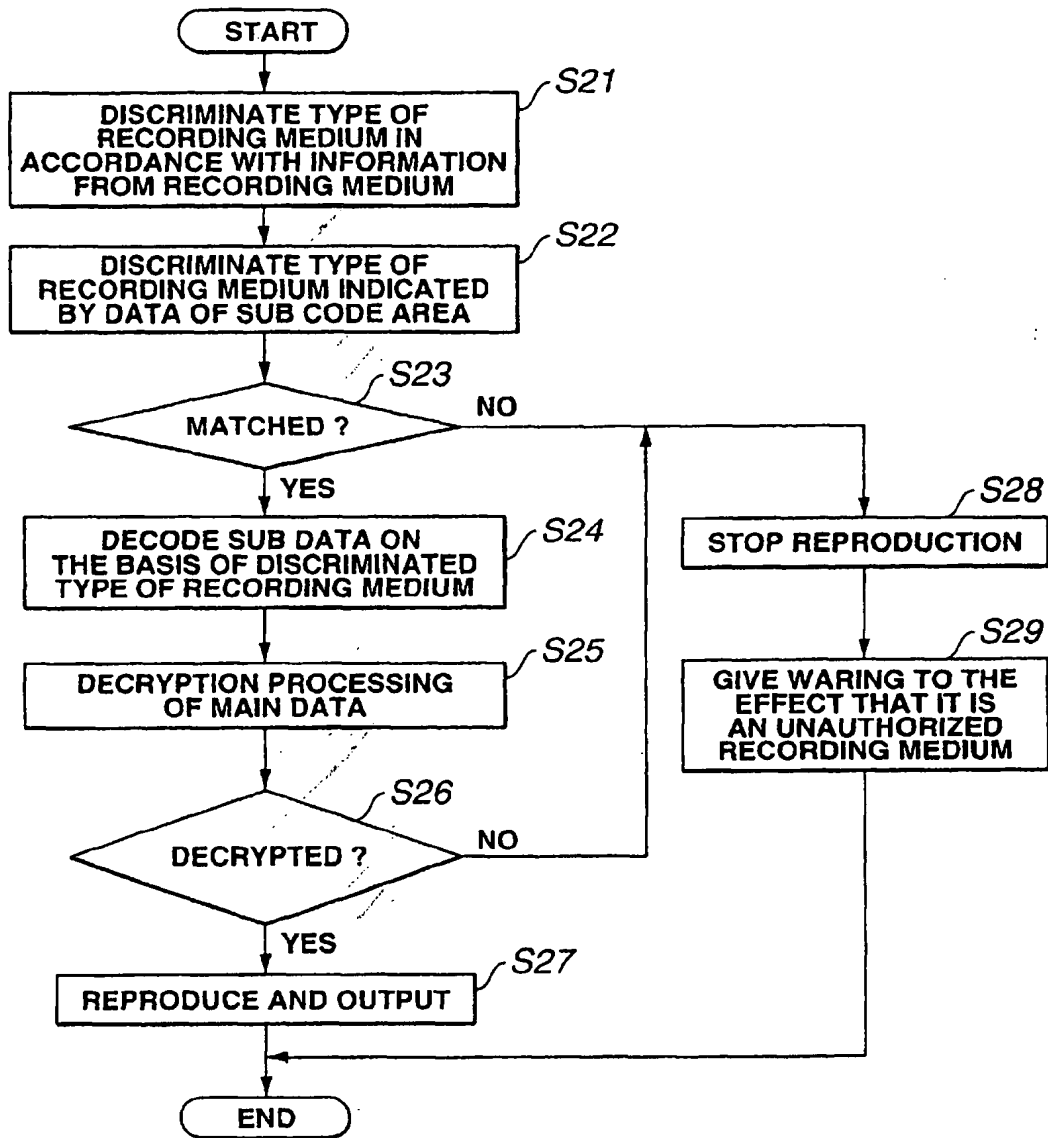 START
S21
DISCRIMINATE TYPE OF
RECORDING MEDIUM IN
ACCORDANCE WITH INFORMATION
FROM RECORDING MEDIUM
S22
DISCRIMINATE TYPE OF
RECORDING MEDIUM INDICATED
BY DATA OF SUB CODE AREA
S23
MATCHED ?
NO
YES
S24
DECODE SUB DATA ON
THE BASIS OF DISCRIMINATED
TYPE OF RECORDING MEDIUM
S25
DECRYPTION PROCESSING
OF MAIN DATA
S26
DECRYPTED ?
NO
YES
S27
REPRODUCE AND OUTPUT
S28
STOP REPRODUCTION
S29
GIVE WARING TO THE
EFFECT THAT IT IS
AN UNAUTHORIZED
RECORDING MEDIUM
END